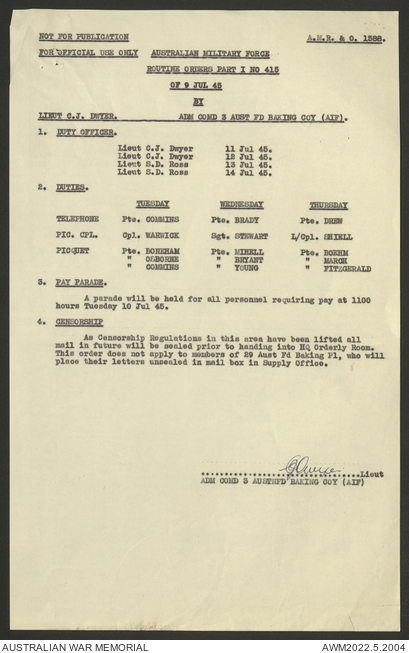 NOT FOR PUBLICATION A.M.R. & O. 1588.
FOR OFFICIAL USE ONLY AUSTRALIAN MILITARY FORCE
ROUTINE ORDERS PART I NO 415
OF 9 JUL 45
BY
LIEUT C.J. DWYER. ADM COMD 3 AUST FD BAKING COY (AIF).
1. DUTY OFFICER.
Lieut C.J. Dwyer 11 Jul 45.
Lieut C.J. Dwyer 12 Jul 45.
Lieut S.D. Ross 13 Jul 45.
Lieut S.D. Ross 14 Jul 45.
2. DUTIES.
TUESDAY WEDNESDAY THURSDAY
TELEPHONE Pte. COMMINS Pte. BRADY Pte. DREW
PIC. CPL. Cpl. WARWICK Sgt. STEWART L/Cpl. SHIELL
PICQUET Pte. BONEHAM Pte. MIHELL Pte. BOEHM
" OSBORNE " BRYANT " MARCH
" COMMINS " YOUNG " FITZGERALD
3. PAY PARADE.
A parade will be held for all personnel requiring pay at 1100
hours Tuesday 10 Jul 45.
4. CENSORSHIP
As Censorship Regulations in this area have been lifted all
mail in future will be sealed prior to handing into HQ Orderly Room.
This order does not apply to members of 29 Aust Fd Baking Pl, who will
place their letters unsealed in mail box in Supply Office.
..............................Lieut
ADM COMD 3 AUST FD BAKING COY (AIF)
AUSTRALIAN WAR MEMORIAL AWM2022.5.2004